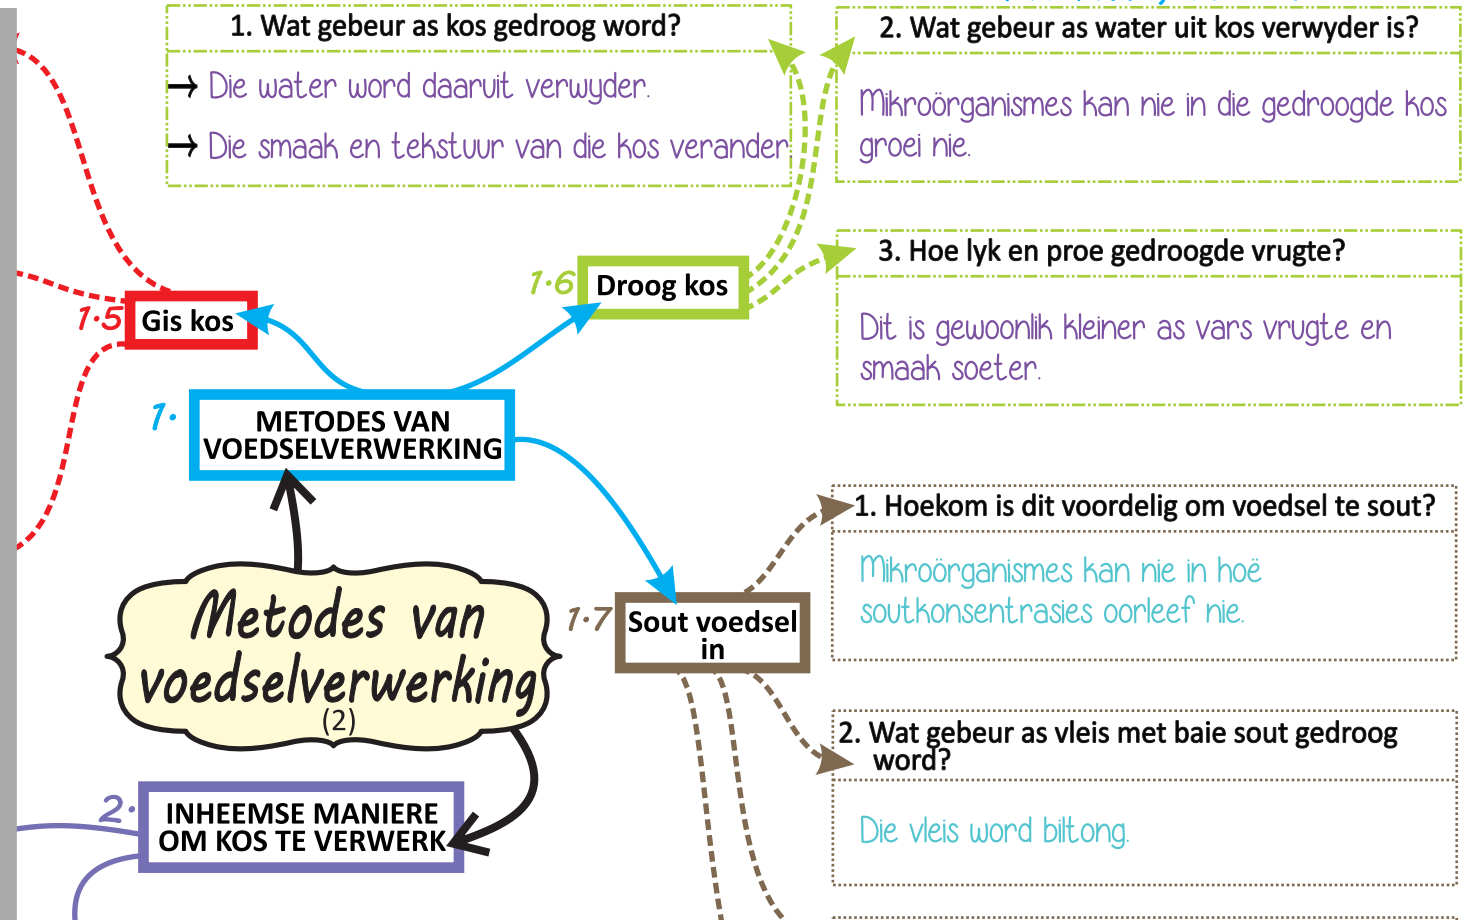 1. Wat gebeur as kos gedroog word?
→ Die water word daaruit verwyder.
→ Die smaak en tekstuur van die kos verander.
2. Wat gebeur as water uit kos verwyder is?
Mikroörganismes kan nie in die gedroogde kos
groei nie.
3. Hoe lyk en proe gedroogde vrugte?
Dit is gewoonlik kleiner as vars vrugte en
smaak soeter.
1.6
Droog kos
1.5
Gis kos
1.
METODES VAN
VOEDSELVERWERKING
1. Hoekom is dit voordelig om voedsel te sout?
Mikroörganismes kan nie in hoë
soutkonsentrasies oorleef nie.
1.7
Sout voedsel
in
Metodes van
voedselverwerking
(2)
2. Wat gebeur as vleis met baie sout gedroog
word?
Die vleis word biltong.
2.
INHEEMSE MANIERE
OM KOS TE VERWERK